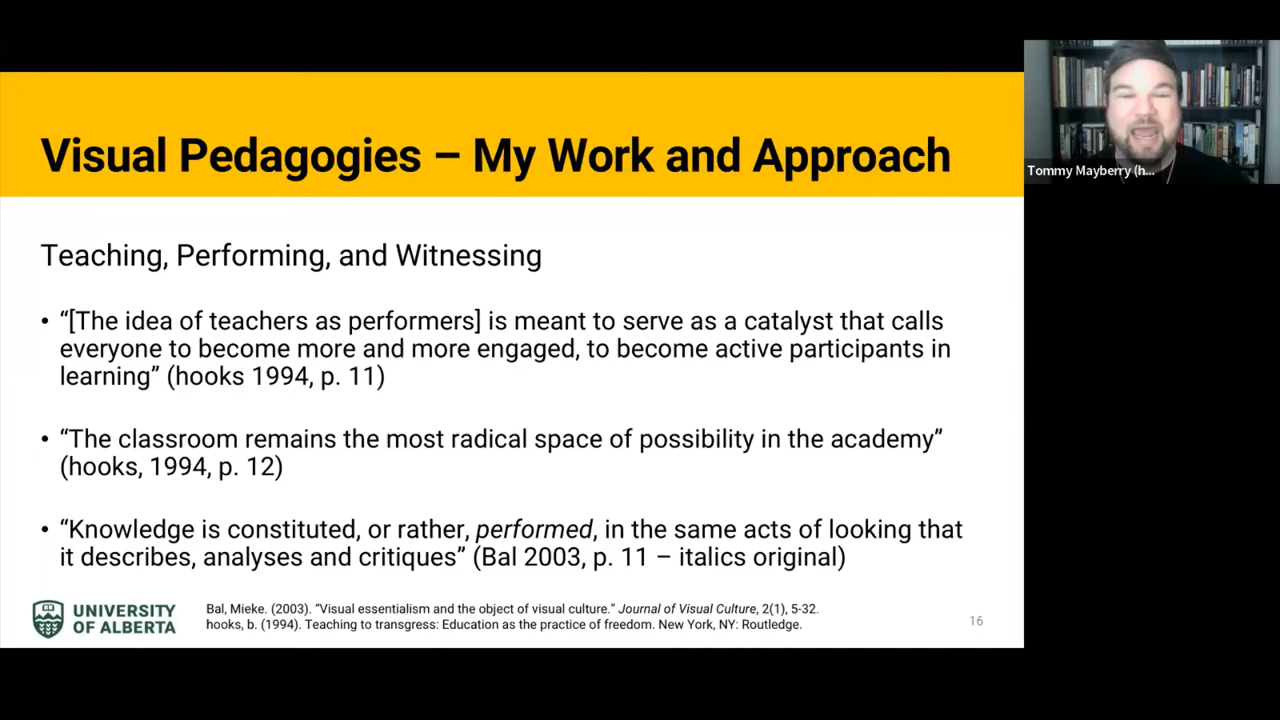 Visual Pedagogies – My Work and Approach
Tommy Mayberry (h...
Teaching, Performing, and Witnessing
• “[The idea of teachers as performers] is meant to serve as a catalyst that calls
everyone to become more and more engaged, to become active participants in
learning” (hooks 1994, p. 11)
• “The classroom remains the most radical space of possibility in the academy”
(hooks, 1994, p. 12)
• “Knowledge is constituted, or rather, performed, in the same acts of looking that
it describes, analyses and critiques” (Bal 2003, p. 11 – italics original)
UNIVERSITY
OF ALBERTA
Bal, Mieke. (2003). “Visual essentialism and the object of visual culture.” Journal of Visual Culture, 2(1), 5-32.
hooks, b. (1994). Teaching to transgress: Education as the practice of freedom. New York, NY: Routledge.
16